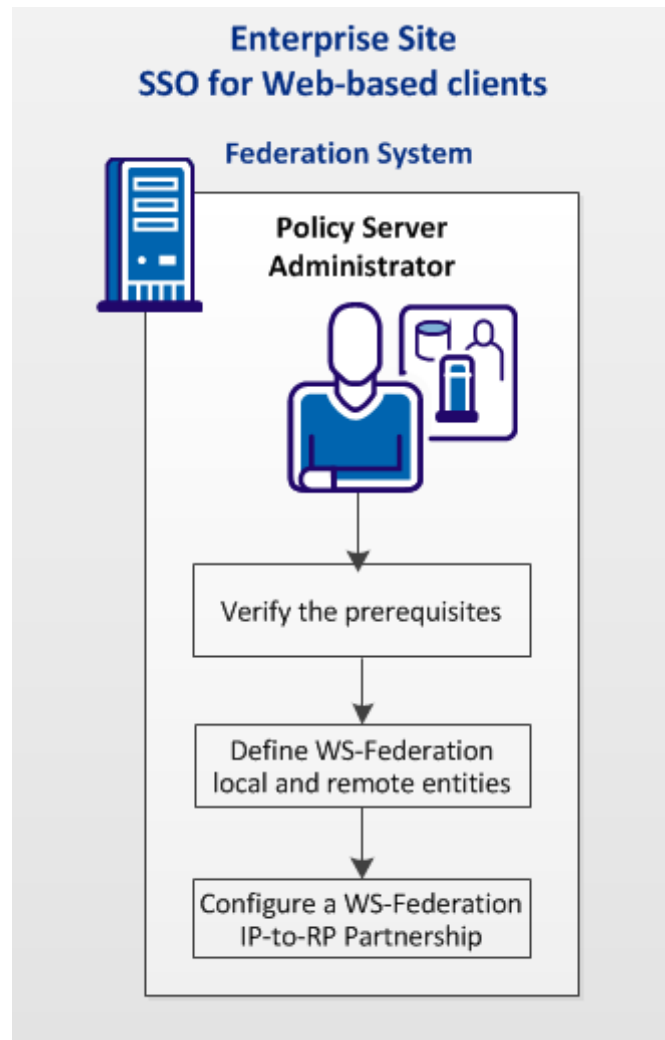 Enterprise Site
SSO for Web-based clients
Federation System
Policy Server
Administrator
Verify the prerequisites
Define WS-Federation
local and remote entities
Configure a WS-Federation
IP-to-RP Partnership